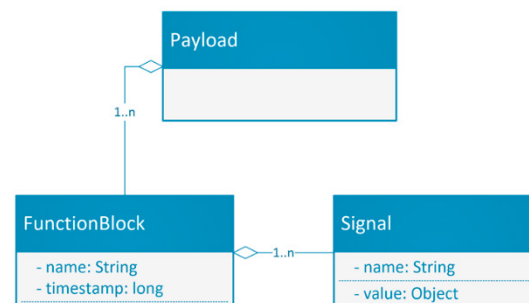 Payload
1..n
FunctionBlock
- name: String
- timestamp: long
1..n
Signal
- name: String
- value: Object